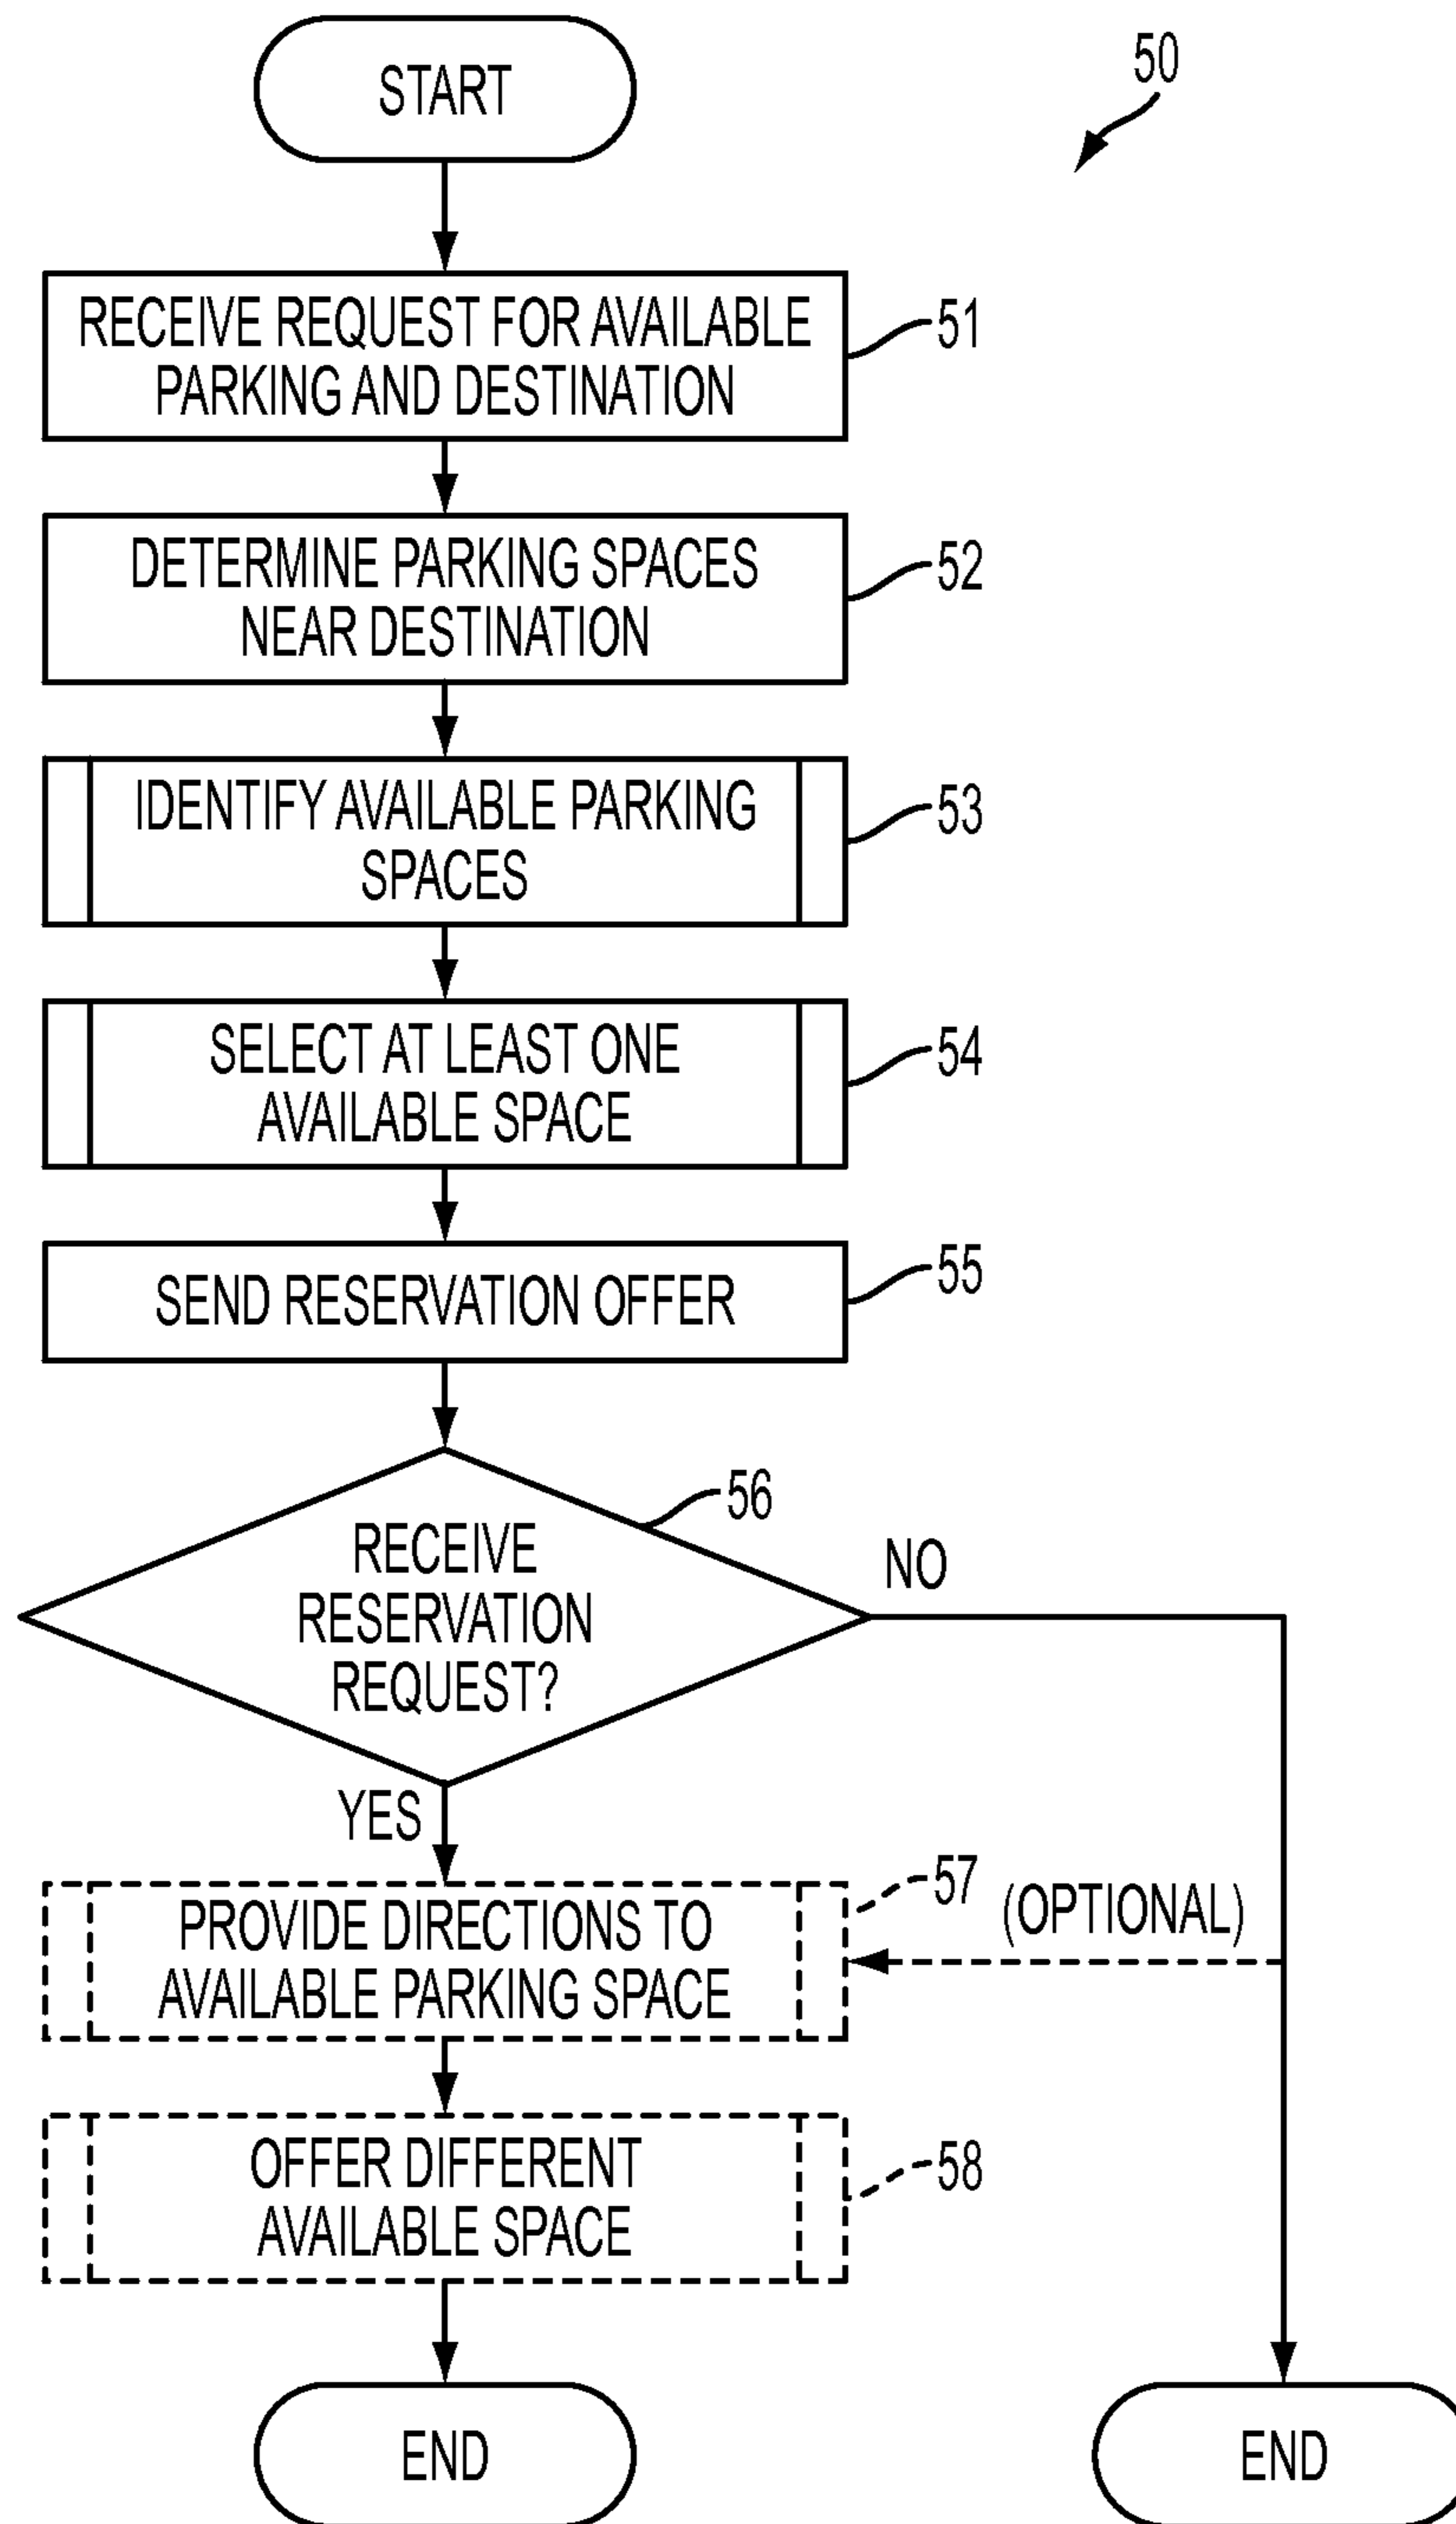 START
50
RECEIVE REQUEST FOR AVAILABLE
PARKING AND DESTINATION
51
DETERMINE PARKING SPACES
NEAR DESTINATION
52
IDENTIFY AVAILABLE PARKING
SPACES
53
SELECT AT LEAST ONE
AVAILABLE SPACE
54
SEND RESERVATION OFFER
55
RECEIVE
RESERVATION
REQUEST?
56
NO
YES
PROVIDE DIRECTIONS TO
AVAILABLE PARKING SPACE
57
(OPTIONAL)
OFFER DIFFERENT
AVAILABLE SPACE
58
END
END